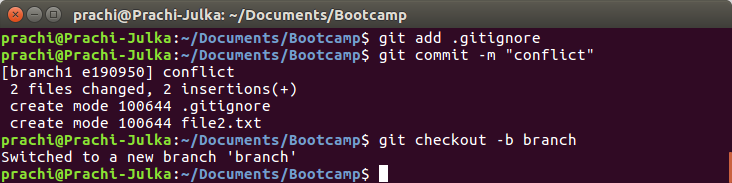 prachi@Prachi-Julka: ~/Documents/Bootcamp
prachi@Prachi-Julka:~/Documents/Bootcamp$ git add .gitignore
prachi@Prachi-Julka:~/Documents/Bootcamp$ git commit -m "conflict"
[bramch1 e190950] conflict
 2 files changed, 2 insertions(+)
 create mode 100644 .gitignore
 create mode 100644 file2.txt
prachi@Prachi-Julka:~/Documents/Bootcamp$ git checkout -b branch
Switched to a new branch 'branch'
prachi@Prachi-Julka:~/Documents/Bootcamp$